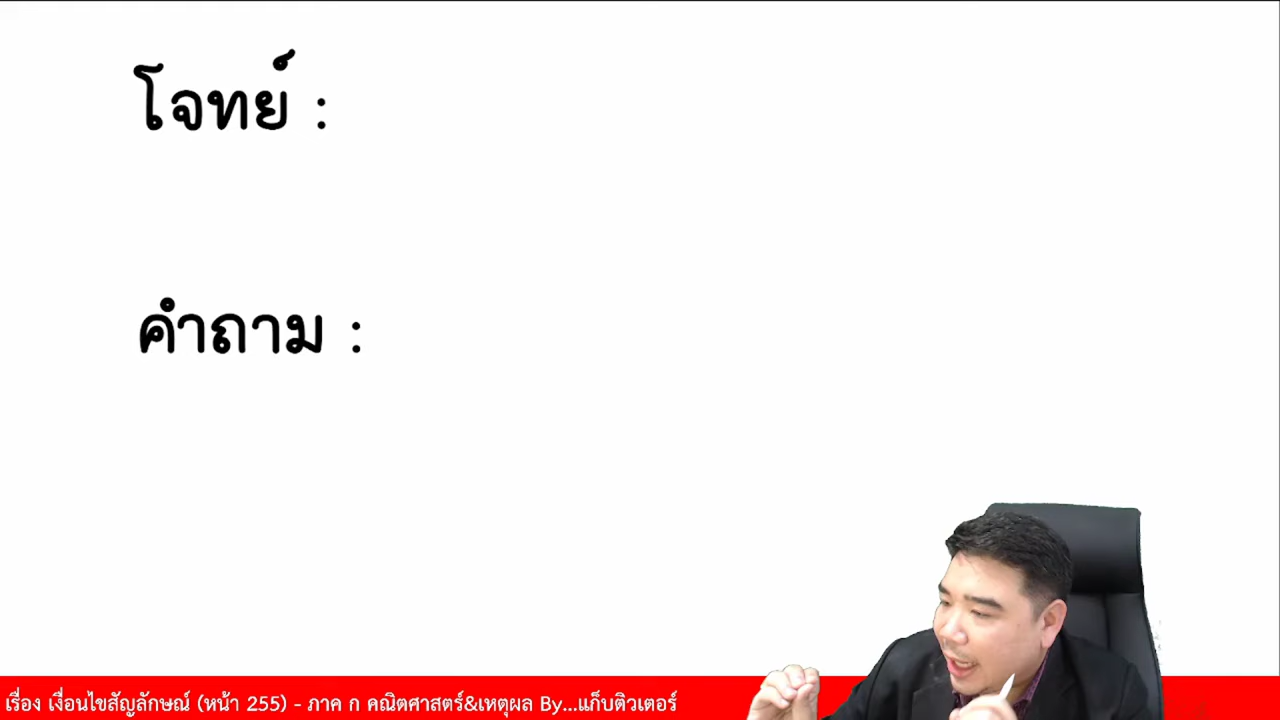 โจทย์ :
คำถาม :
เรื่อง เงื่อนไขสัญลักษณ์ (หน้า 255) - ภาค ก คณิตศาสตร์&เหตุผล By...แก็บติวเตอร์